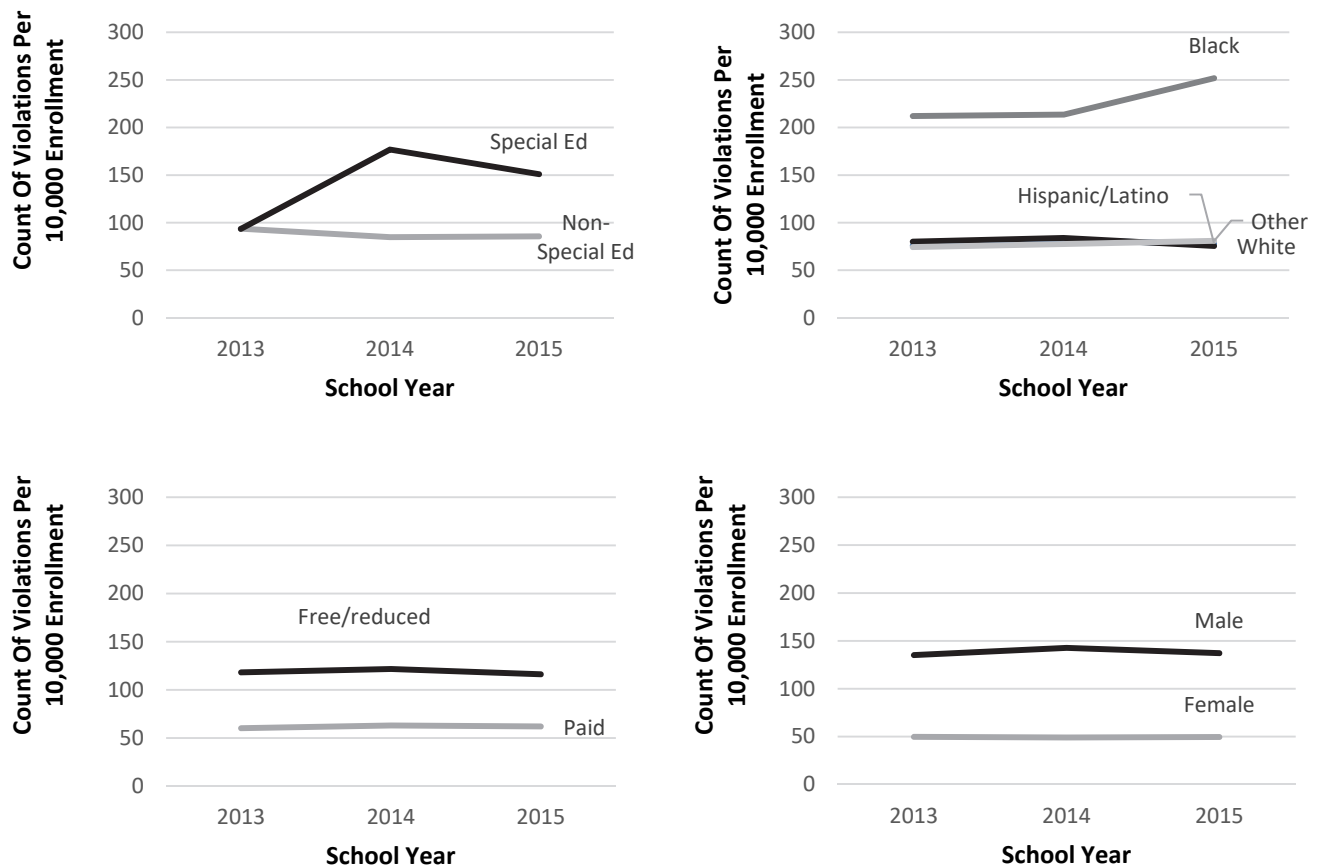 Count Of Violations Per
10,000 Enrollment
300
250
200
150
100
50
0
Special Ed
Non-
Special Ed
2013
2014
2015
School Year
Count Of Violations Per
10,000 Enrollment
300
250
200
150
100
50
0
Black
Hispanic/Latino
Other
White
2013
2014
2015
School Year
Count Of Violations Per
10,000 Enrollment
300
250
200
150
100
50
0
Free/reduced
Paid
2013
2014
2015
School Year
Count Of Violations Per
10,000 Enrollment
300
250
200
150
100
50
0
Male
Female
2013
2014
2015
School Year